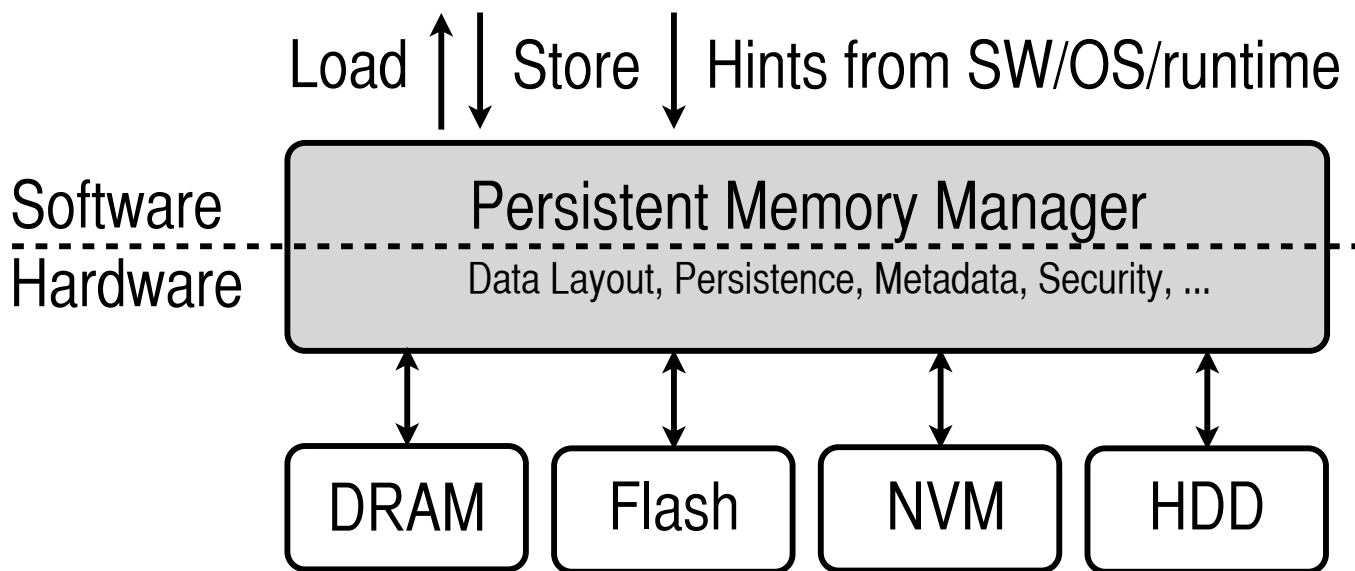 Load Store Hints from SW/OS/runtime
Software
Persistent Memory Manager
Hardware
Data Layout, Persistence, Metadata, Security, ...
DRAM Flash NVM HDD